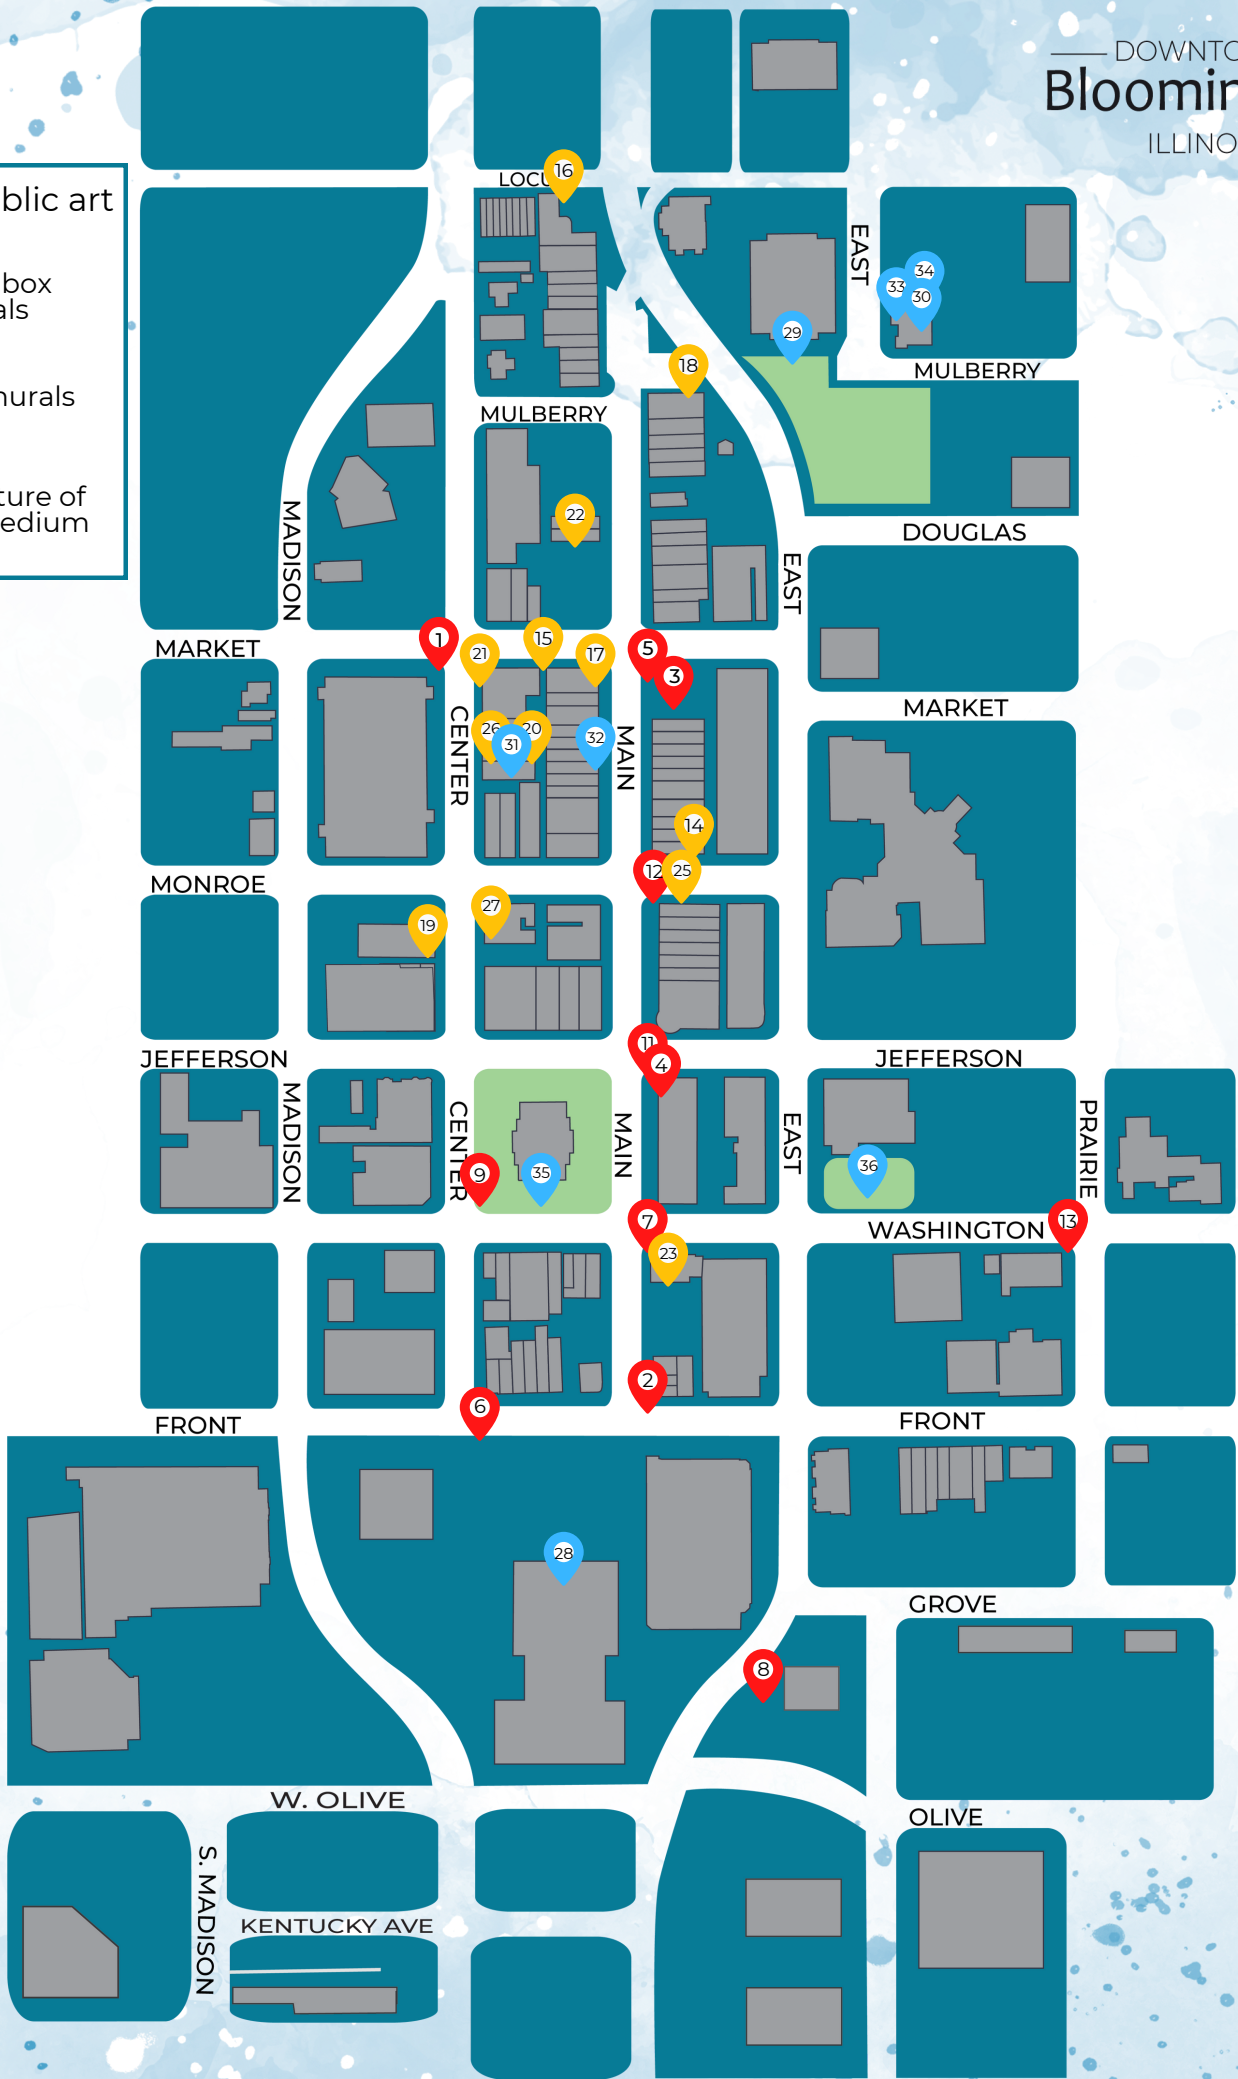 DOWNTO
Bloomin
ILLINO
blic art
box
als
murals
ture of
edium
16
LOCU
EAST
34
33
30
29
18
MULBERRY
MULBERRY
22
MADISON
DOUGLAS
EAST
1
15
5
MARKET
21
17
3
MARKET
CENTER
26
20
31
32
MAIN
14
12
25
MONROE
27
19
11
JEFFERSON
4
JEFFERSON
MADISON
CENTER
MAIN
EAST
PRAIRIE
9
35
36
7
WASHINGTON
13
23
2
6
FRONT
FRONT
28
GROVE
8
W. OLIVE
OLIVE
S. MADISON
KENTUCKY AVE